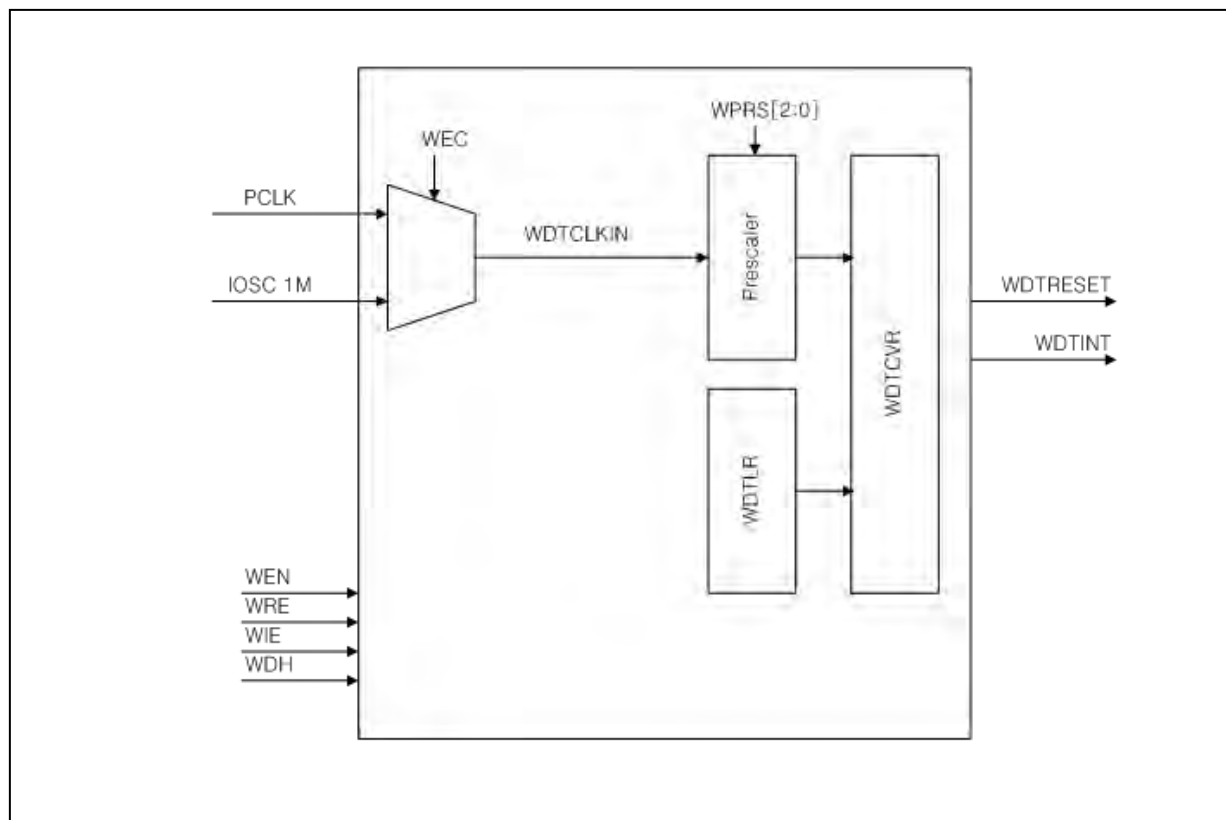 WPRS[2:0]
WEC
PCLK
WDTCLKIN
Prescaler
IOSC 1M
WDTCVR
WDTRESET
WDTINT
WDTLR
WEN
WRE
WIE
WDH